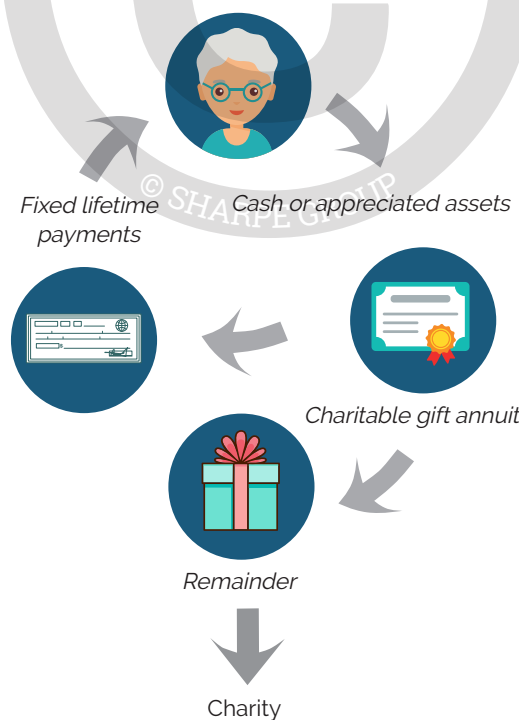 © SHARPE GROUP
Fixed lifetime
payments
Cash or appreciated assets
Charitable gift annuit
Remainder
Charity